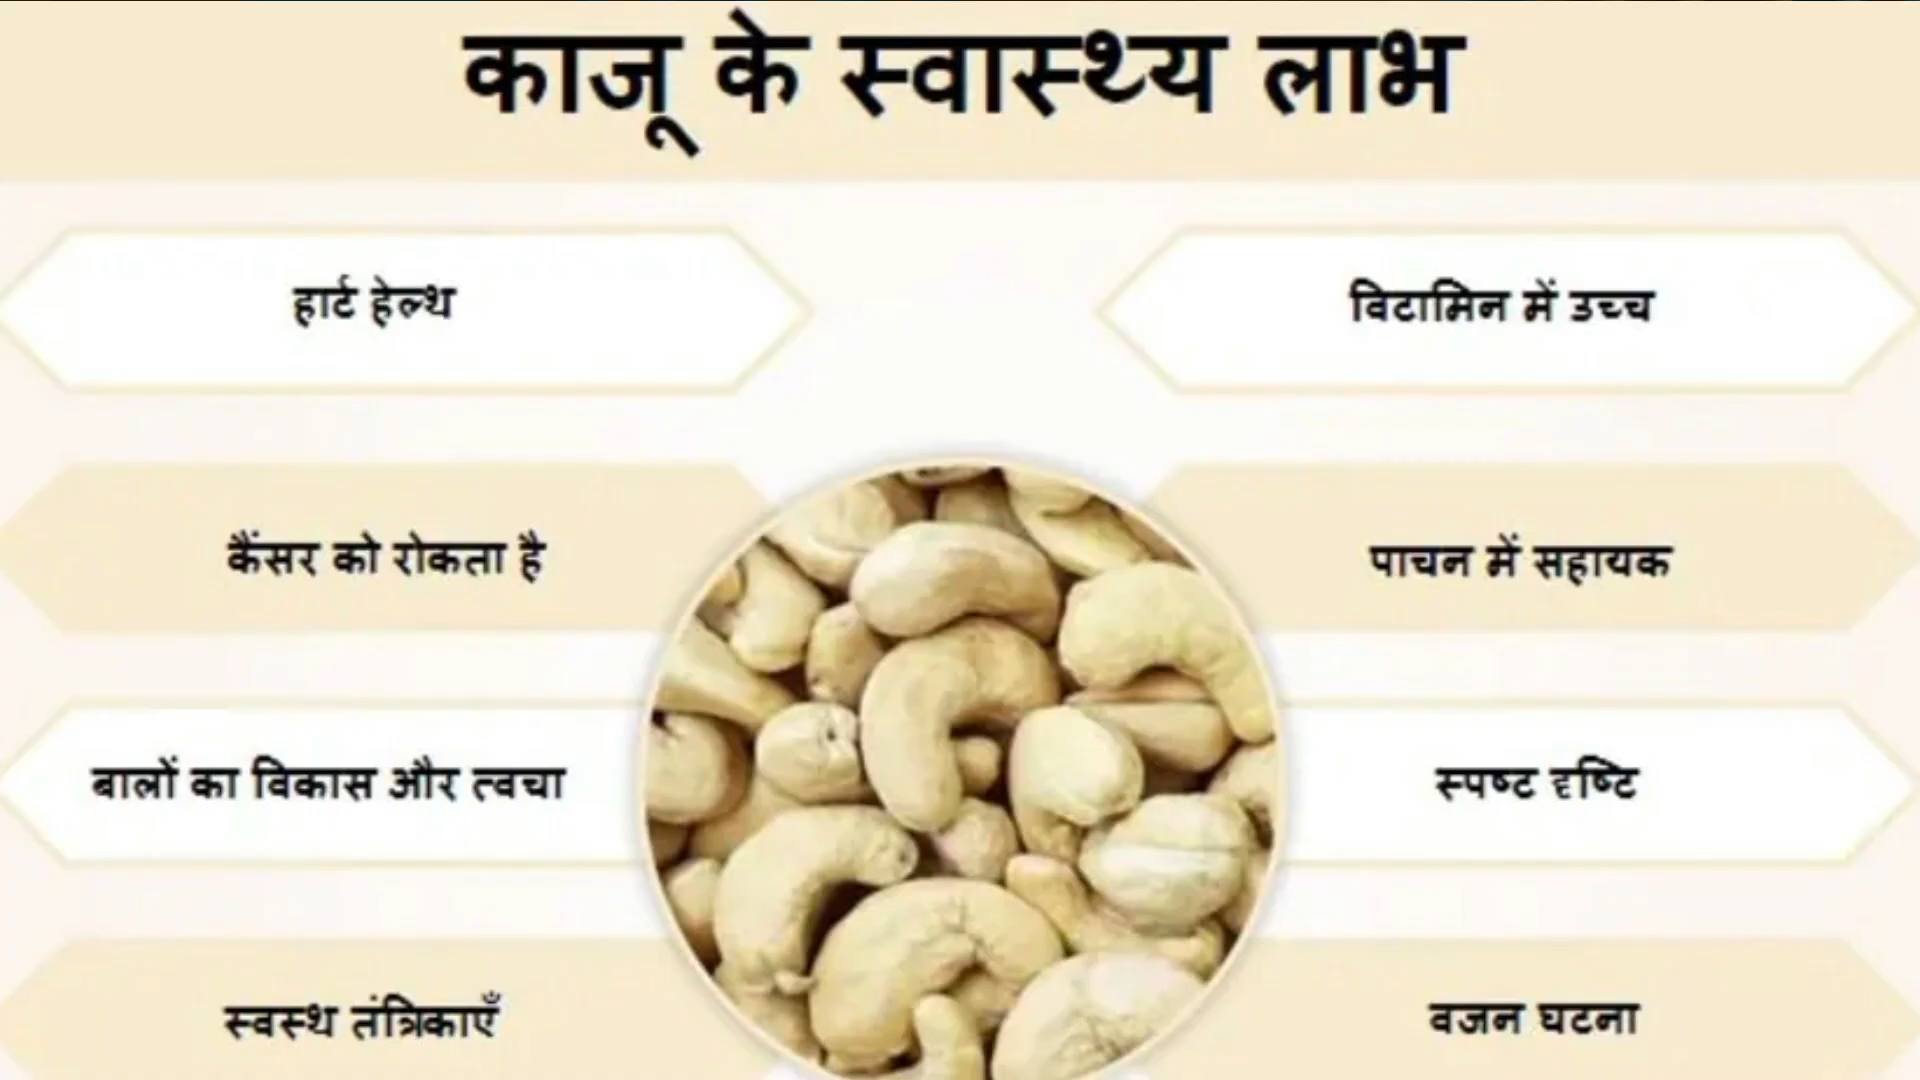 काजू के स्वास्थ्य लाभ
हार्ट हेल्थ
विटामिन में उच्च
कैंसर को रोकता है
पाचन में सहायक
बालों का विकास और त्वचा
स्पष्ट दृष्टि
स्वस्थ तंत्रिकाएँ
वजन घटना